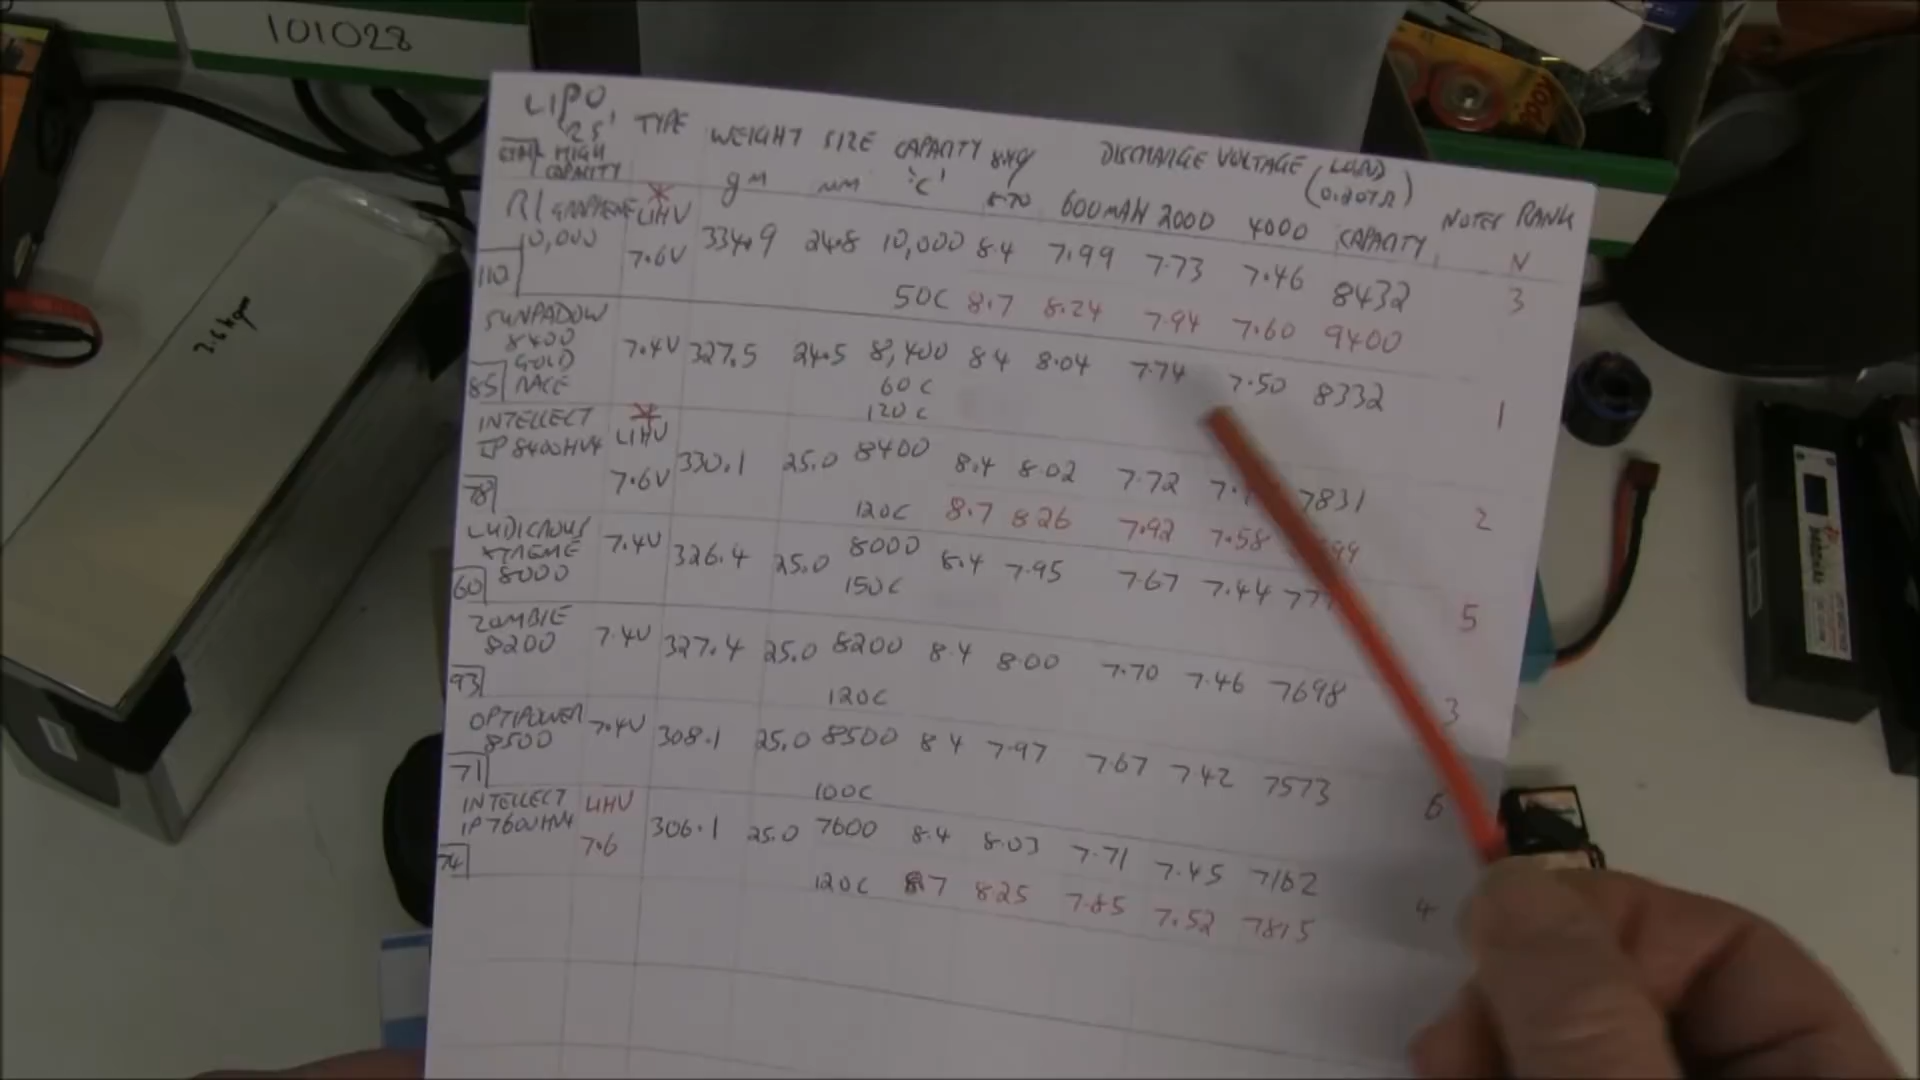 101028
LIPO
'2S' TYPE WEIGHT SIZE CAPACITY 8.40/ DISCHARGE VOLTAGE (LOAD
HIGH
CAPACITY gm mm 'C' 8.70 600MAH 2000 4000 CAPACITY 0.207Ω) NOTES RANK
R1 GRAPHENE LIHV
10,000 7.6V 334.9 24.8 10,000 8.4 7.99 7.73 7.46 8432 3
110 50C 8.7 8.24 7.94 7.60 9400
SUNPADOW
8400 7.4V 327.5 24.5 8,400 8.4 8.04 7.74 7.50 8332 1
GOLD 60C
85 RACE 120C
INTELLECT LIHV
IP 8400HV4 7.6V 330.1 25.0 8400 8.4 8.02 7.72 7831 2
78 120C 8.7 8.26 7.92 7.58
LUDICROUS
XTREME 7.4V 326.4 25.0 8000 8.4 7.95 7.67 7.44 5
60 8000 150C
ZOMBIE
8200 7.4V 327.4 25.0 8200 8.4 8.00 7.70 7.46 7698 3
93 120C
OPTIPOWER
8500 7.4V 308.1 25.0 8500 8.4 7.97 7.67 7.42 7573 6
71 100C
INTELLECT LIHV
IP7600HV4 7.6 306.1 25.0 7600 8.4 8.03 7.71 7.45 7162 4
74 120C 8.7 8.25 7.85 7.52 7815